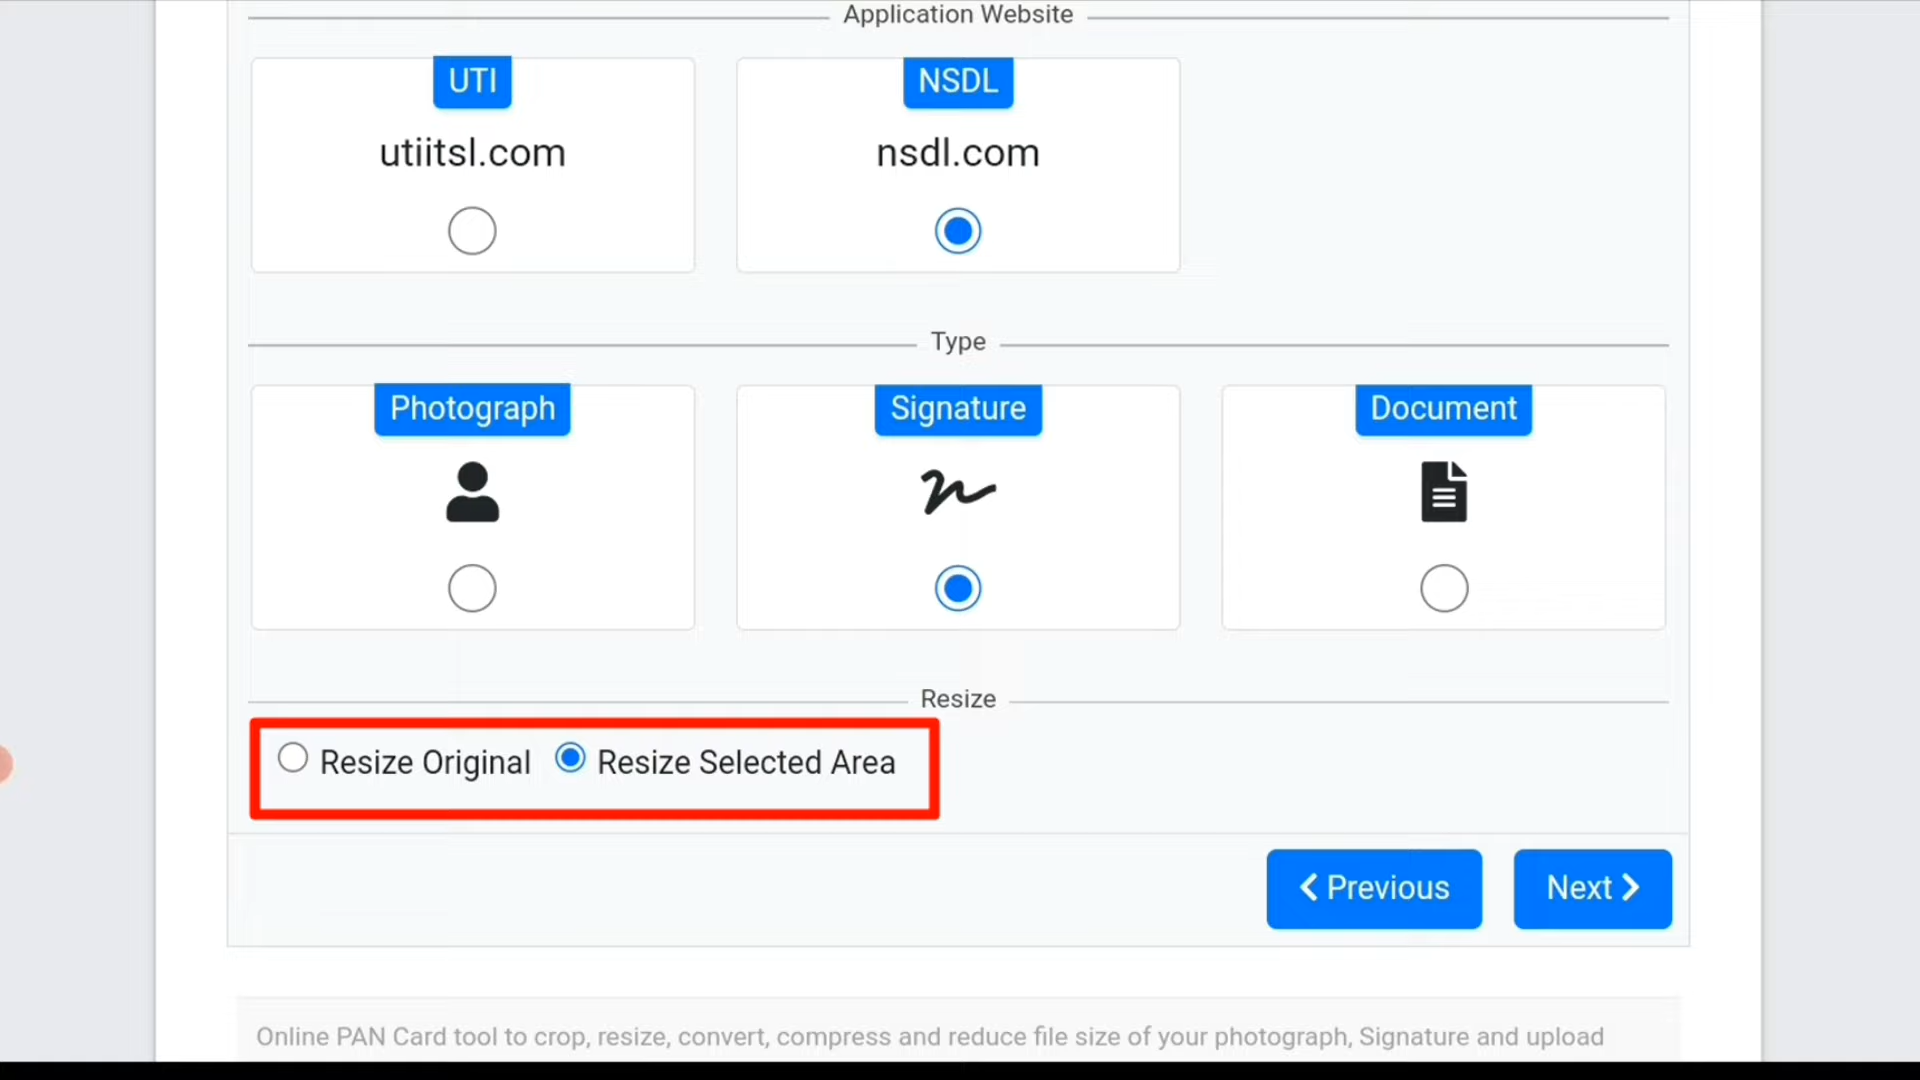 Application Website
UTI
utiitsl.com
NSDL
nsdl.com
Type
Photograph
Signature
Document
Resize
Resize Original
Resize Selected Area
Previous
Next
Online PAN Card tool to crop, resize, convert, compress and reduce file size of your photograph, Signature and upload